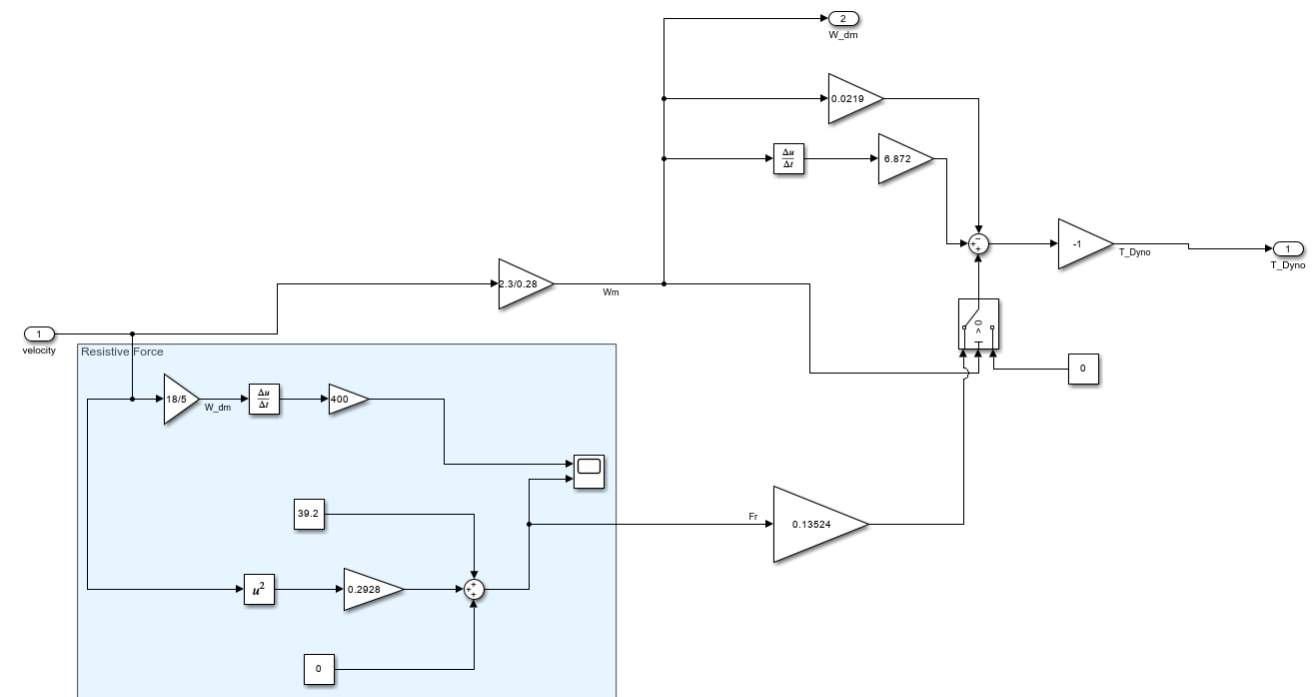 2
W_dm
0.0219
Δu
Δt
6.872
-1
T_Dyno
1
T_Dyno
2.3/0.28
Wm
1
velocity
> 0
0
Resistive Force
18/5
W_dm
Δu
Δt
400
39.2
Fr
0.13524
u²
0.2928
0